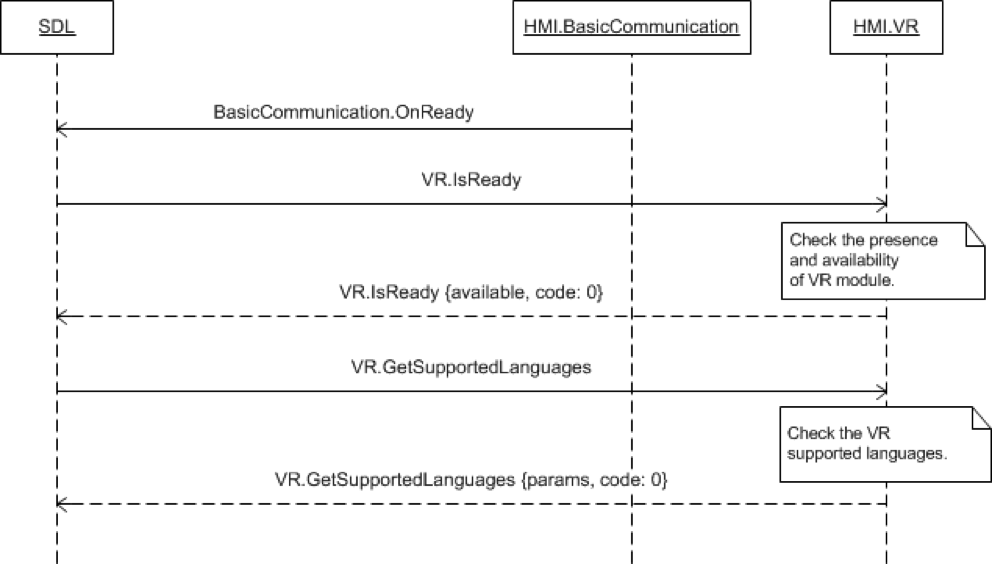 SDL
HMI.BasicCommunication
HMI.VR
BasicCommunication.OnReady
VR.IsReady
Check the presence
and availability
of VR module.
VR.IsReady {available, code: 0}
VR.GetSupportedLanguages
Check the VR
supported languages.
VR.GetSupportedLanguages {params, code: 0}